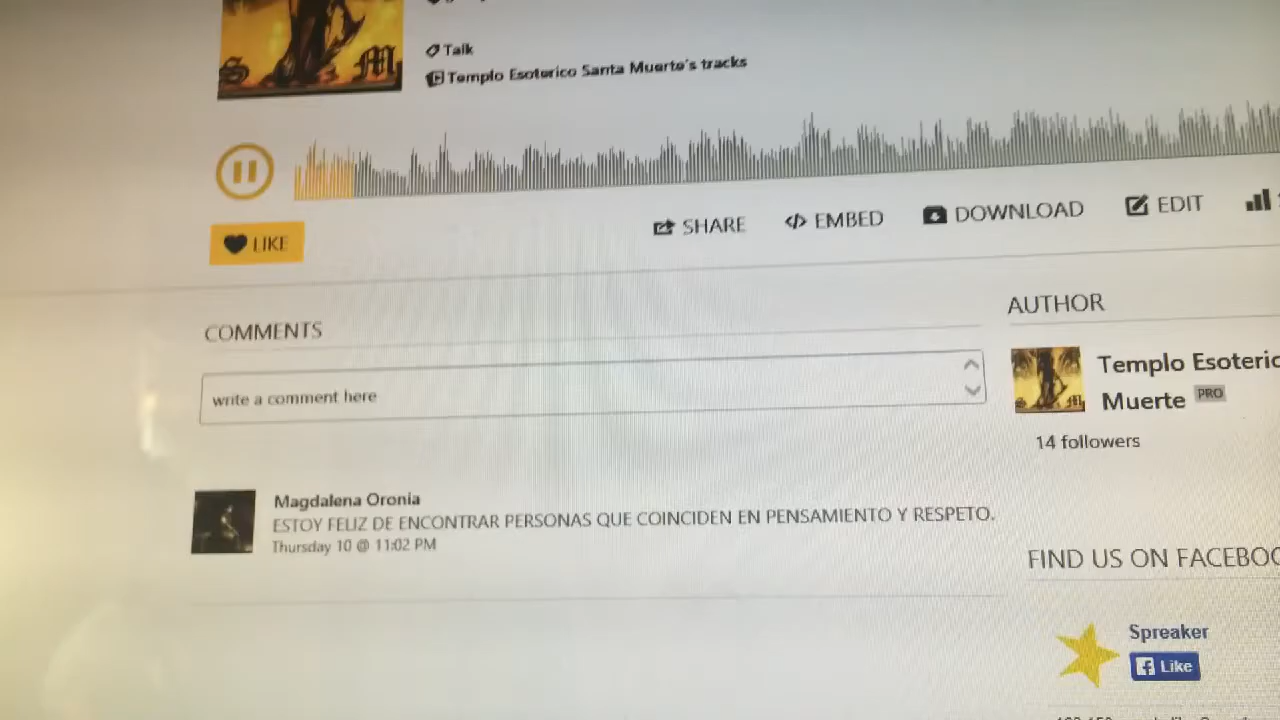 S M
Talk
Templo Esoterico Santa Muerte's tracks
LIKE
SHARE
EMBED
DOWNLOAD
EDIT
COMMENTS
write a comment here
Magdalena Oronia
ESTOY FELIZ DE ENCONTRAR PERSONAS QUE COINCIDEN EN PENSAMIENTO Y RESPETO.
Thursday 10 @ 11:02 PM
AUTHOR
S M
Templo Esoteric
Muerte PRO
14 followers
FIND US ON FACEBOO
Spreaker
Like